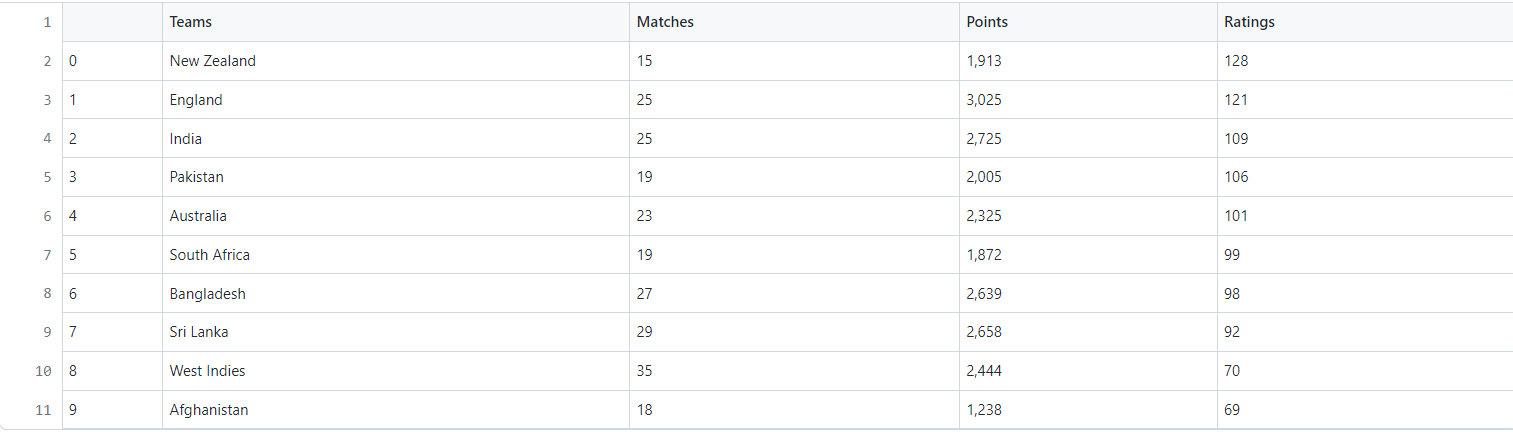 1 Teams Matches Points Ratings
2 0 New Zealand 15 1,913 128
3 1 England 25 3,025 121
4 2 India 25 2,725 109
5 3 Pakistan 19 2,005 106
6 4 Australia 23 2,325 101
7 5 South Africa 19 1,872 99
8 6 Bangladesh 27 2,639 98
9 7 Sri Lanka 29 2,658 92
10 8 West Indies 35 2,444 70
11 9 Afghanistan 18 1,238 69